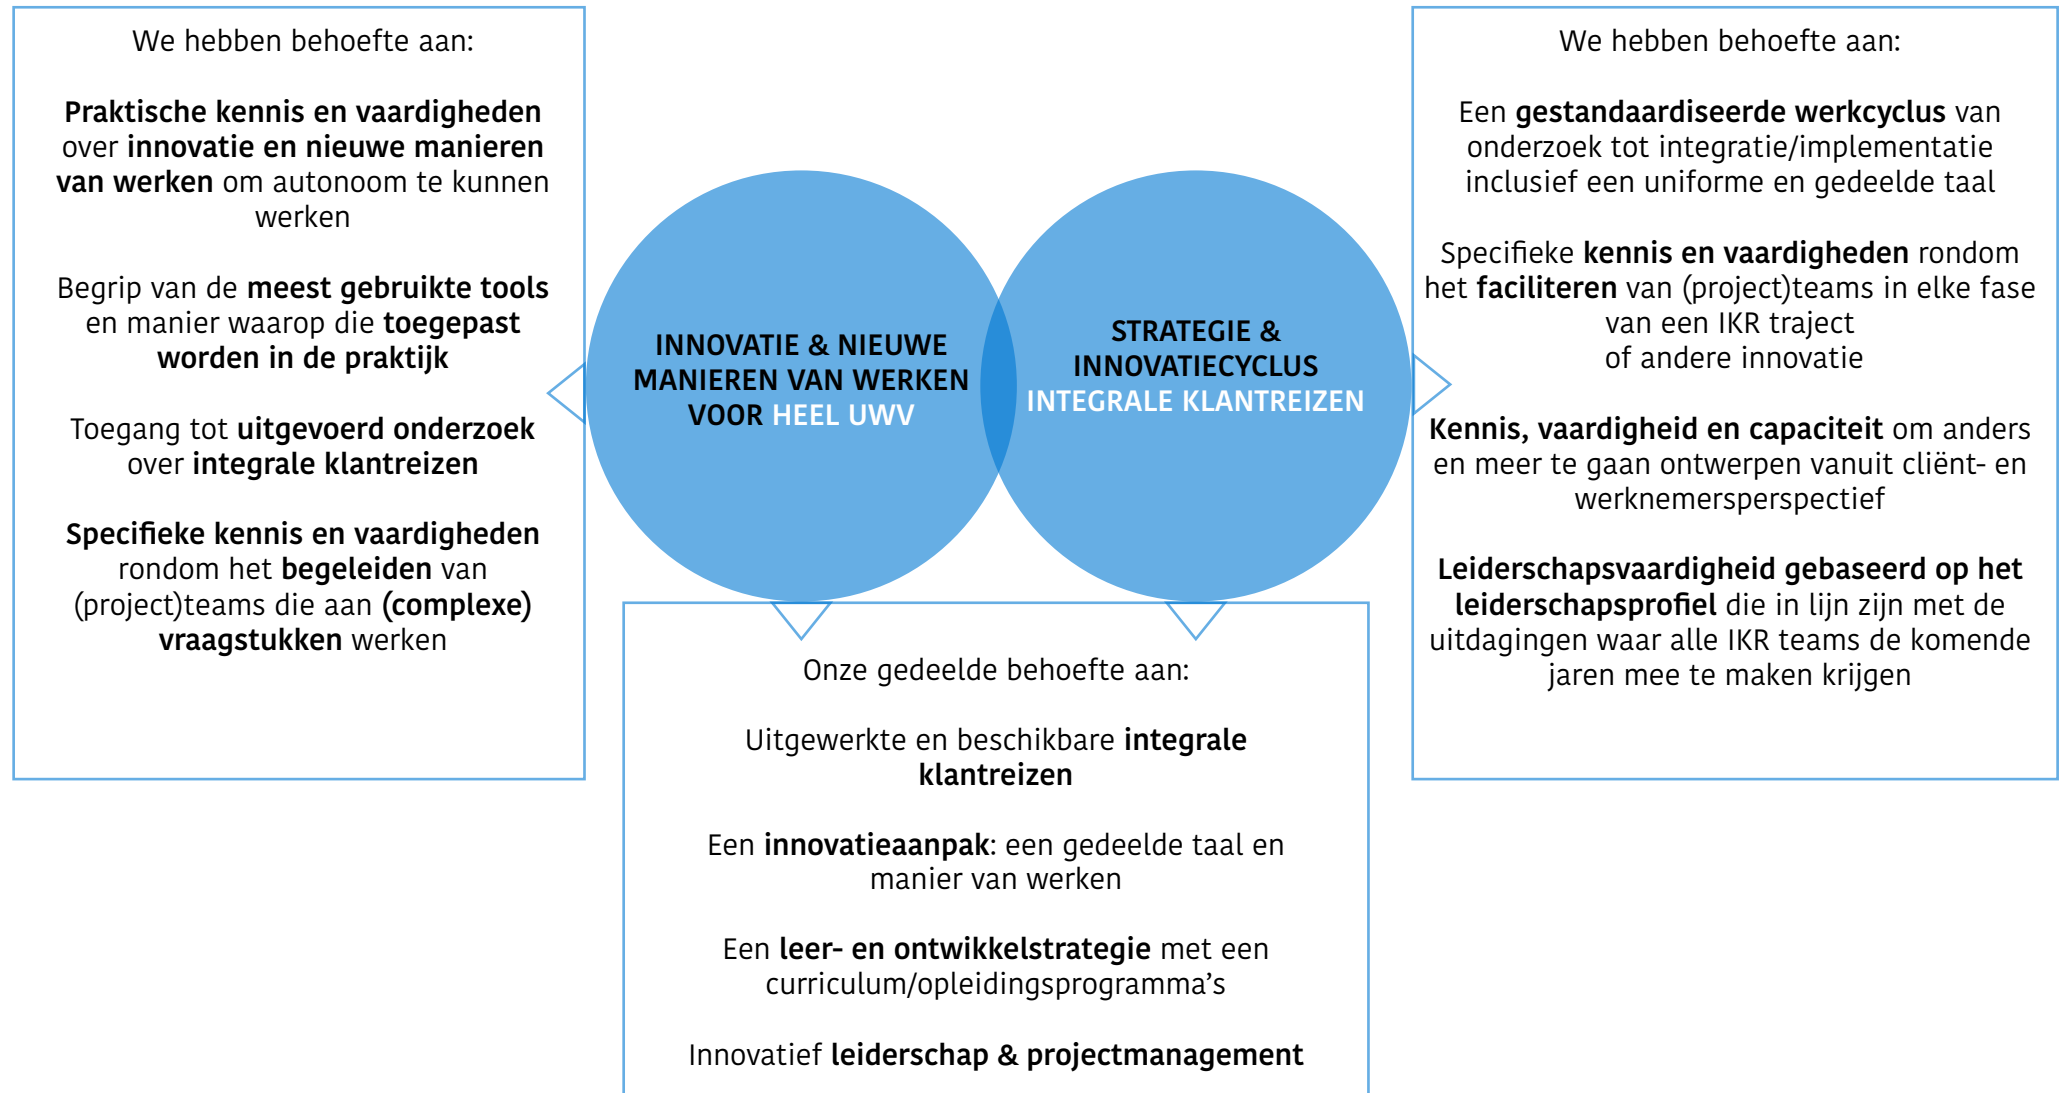 We hebben behoefte aan:
Praktische kennis en vaardigheden
over innovatie en nieuwe manieren
van werken om autonoom te kunnen
werken
Begrip van de meest gebruikte tools
en manier waarop die toegepast
worden in de praktijk
Toegang tot uitgevoerd onderzoek
over integrale klantreizen
Specifieke kennis en vaardigheden
rondom het begeleiden van
(project)teams die aan (complexe)
vraagstukken werken
INNOVATIE & NIEUWE
MANIEREN VAN WERKEN
VOOR HEEL UWV
STRATEGIE &
INNOVATIECYCLUS
INTEGRALE KLANTREIZEN
We hebben behoefte aan:
Een gestandaardiseerde werkcyclus van
onderzoek tot integratie/implementatie
inclusief een uniforme en gedeelde taal
Specifieke kennis en vaardigheden rondom
het faciliteren van (project)teams in elke fase
van een IKR traject
of andere innovatie
Kennis, vaardigheid en capaciteit om anders
en meer te gaan ontwerpen vanuit cliënt- en
werknemersperspectief
Leiderschapsvaardigheid gebaseerd op het
leiderschapsprofiel die in lijn zijn met de
uitdagingen waar alle IKR teams de komende
jaren mee te maken krijgen
Onze gedeelde behoefte aan:
Uitgewerkte en beschikbare integrale
klantreizen
Een innovatieaanpak: een gedeelde taal en
manier van werken
Een leer- en ontwikkelstrategie met een
curriculum/opleidingsprogramma’s
Innovatief leiderschap & projectmanagement